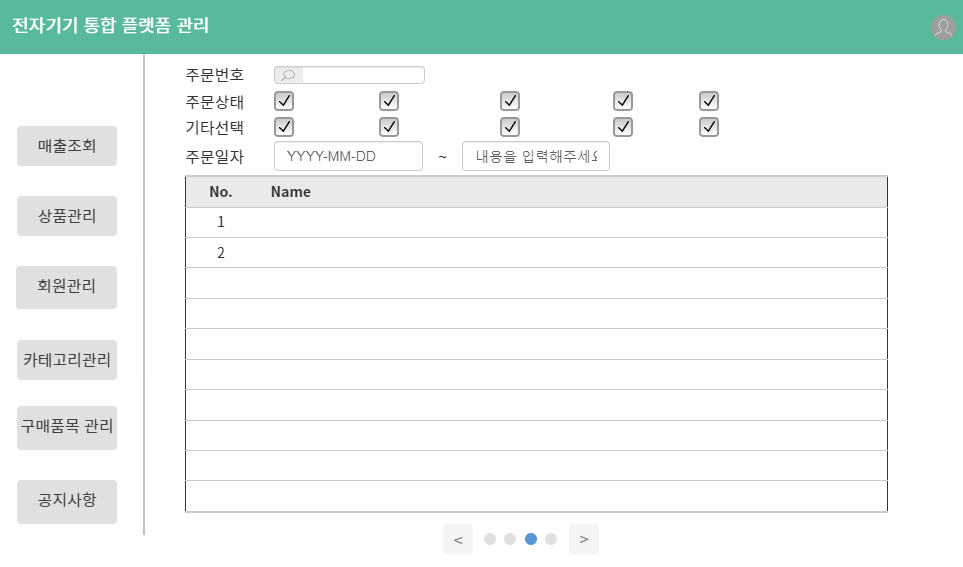 전자기기 통합 플랫폼 관리
매출조회
상품관리
회원관리
카테고리관리
구매품목 관리
공지사항
주문번호
주문상태
기타선택
주문일자 YYYY-MM-DD ~ 내용을 입력해주세요
No. Name
1
2
< >